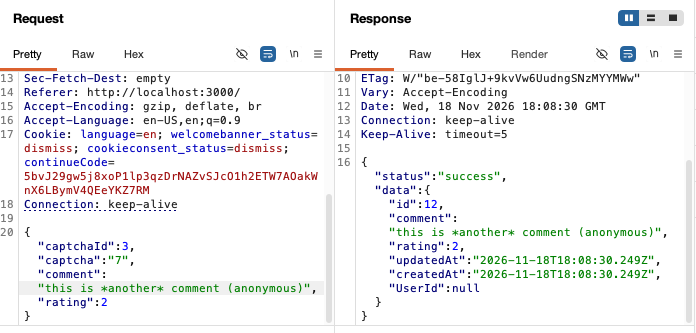 Request
Pretty Raw Hex \n
13 Sec-Fetch-Dest: empty
14 Referer: http://localhost:3000/
15 Accept-Encoding: gzip, deflate, br
16 Accept-Language: en-US,en;q=0.9
17 Cookie: language=en; welcomebanner_status=
dismiss; cookieconsent_status=dismiss;
continueCode=
5bvJ29gw5j8xoP1lp3qzDrNAZvSJcO1h2ETW7AOakW
nX6LBymV4QEeYKZ7RM
18 Connection: keep-alive
19
20 {
"captchaId":3,
"captcha":"7",
"comment":
"this is *another* comment (anonymous)",
"rating":2
}
Response
Pretty Raw Hex Render \n
10 ETag: W/"be-58IglJ+9kvVw6UudngSNzMYYMWw"
11 Vary: Accept-Encoding
12 Date: Wed, 18 Nov 2026 18:08:30 GMT
13 Connection: keep-alive
14 Keep-Alive: timeout=5
15
16 {
"status":"success",
"data":{
"id":12,
"comment":
"this is *another* comment (anonymous)",
"rating":2,
"updatedAt":"2026-11-18T18:08:30.249Z",
"createdAt":"2026-11-18T18:08:30.249Z",
"UserId":null
}
}